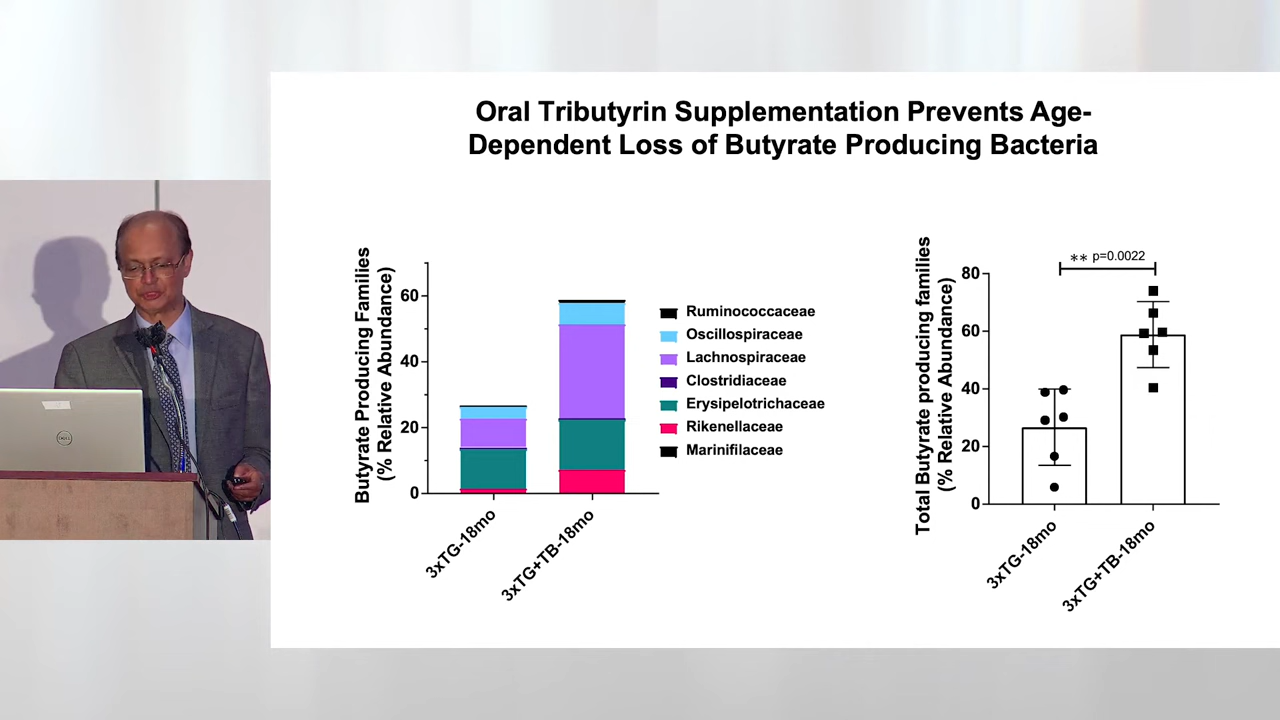 Oral Tributyrin Supplementation Prevents Age-
Dependent Loss of Butyrate Producing Bacteria
Butyrate Producing Families
(% Relative Abundance)
60
40
20
0
3xTG-18mo
3xTG+TB-18mo
Ruminococcaceae
Oscillospiraceae
Lachnospiraceae
Clostridiaceae
Erysipelotrichaceae
Rikenellaceae
Marinifilaceae
Total Butyrate producing families
(% Relative Abundance)
** p=0.0022
80
60
40
20
0
3xTG-18mo
3xTG+TB-18mo
DELL